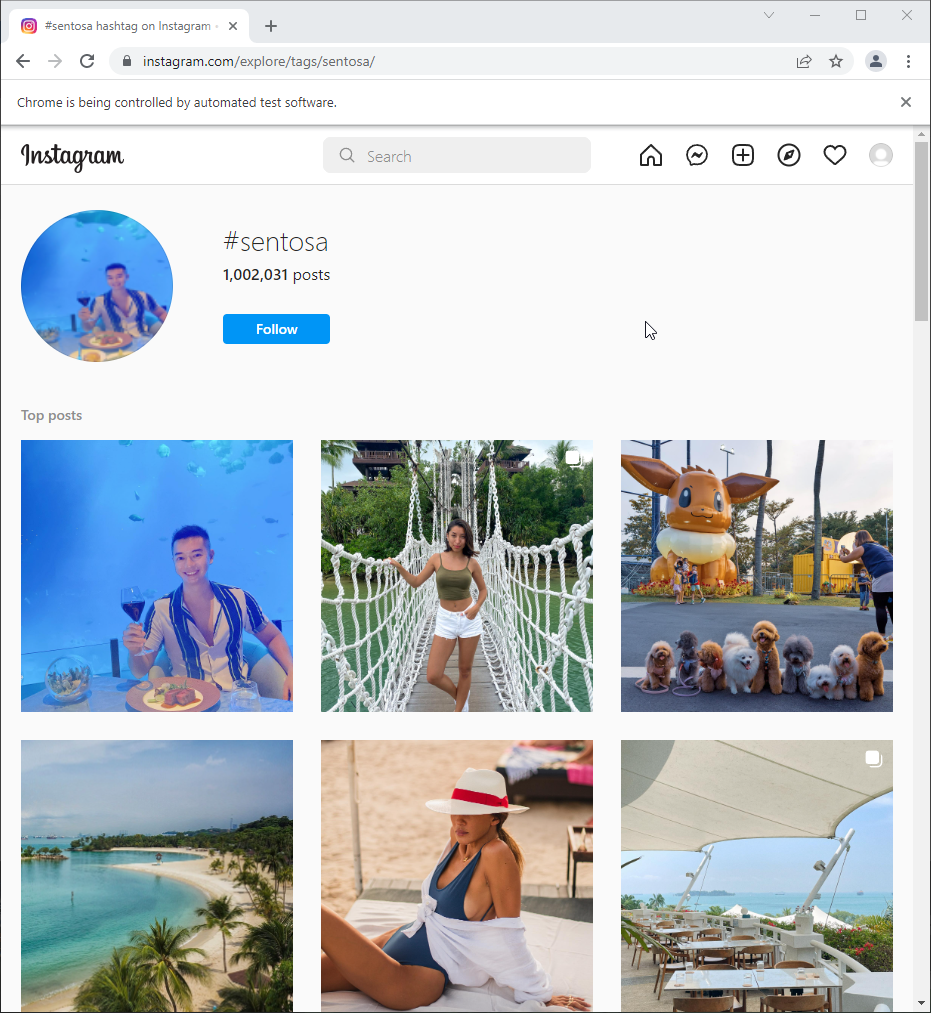 #sentosa hashtag on Instagram
instagram.com/explore/tags/sentosa/
Chrome is being controlled by automated test software.
Instagram
Search
#sentosa
1,002,031 posts
Follow
Top posts